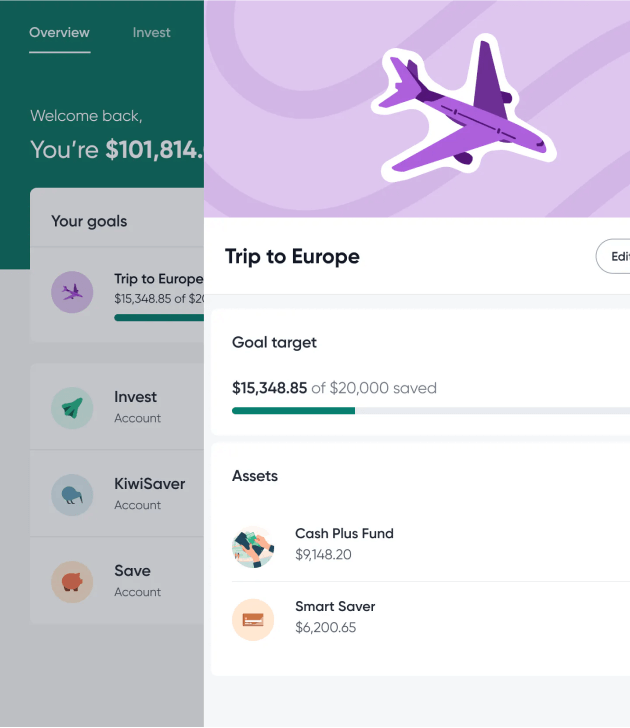 Overview
Invest
Welcome back,
You're $101,814.
Your goals
Trip to Europe
$15,348.85 of $20
Invest
Account
KiwiSaver
Account
Save
Account
Trip to Europe
Edit
Goal target
$15,348.85 of $20,000 saved
Assets
Cash Plus Fund
$9,148.20
Smart Saver
$6,200.65